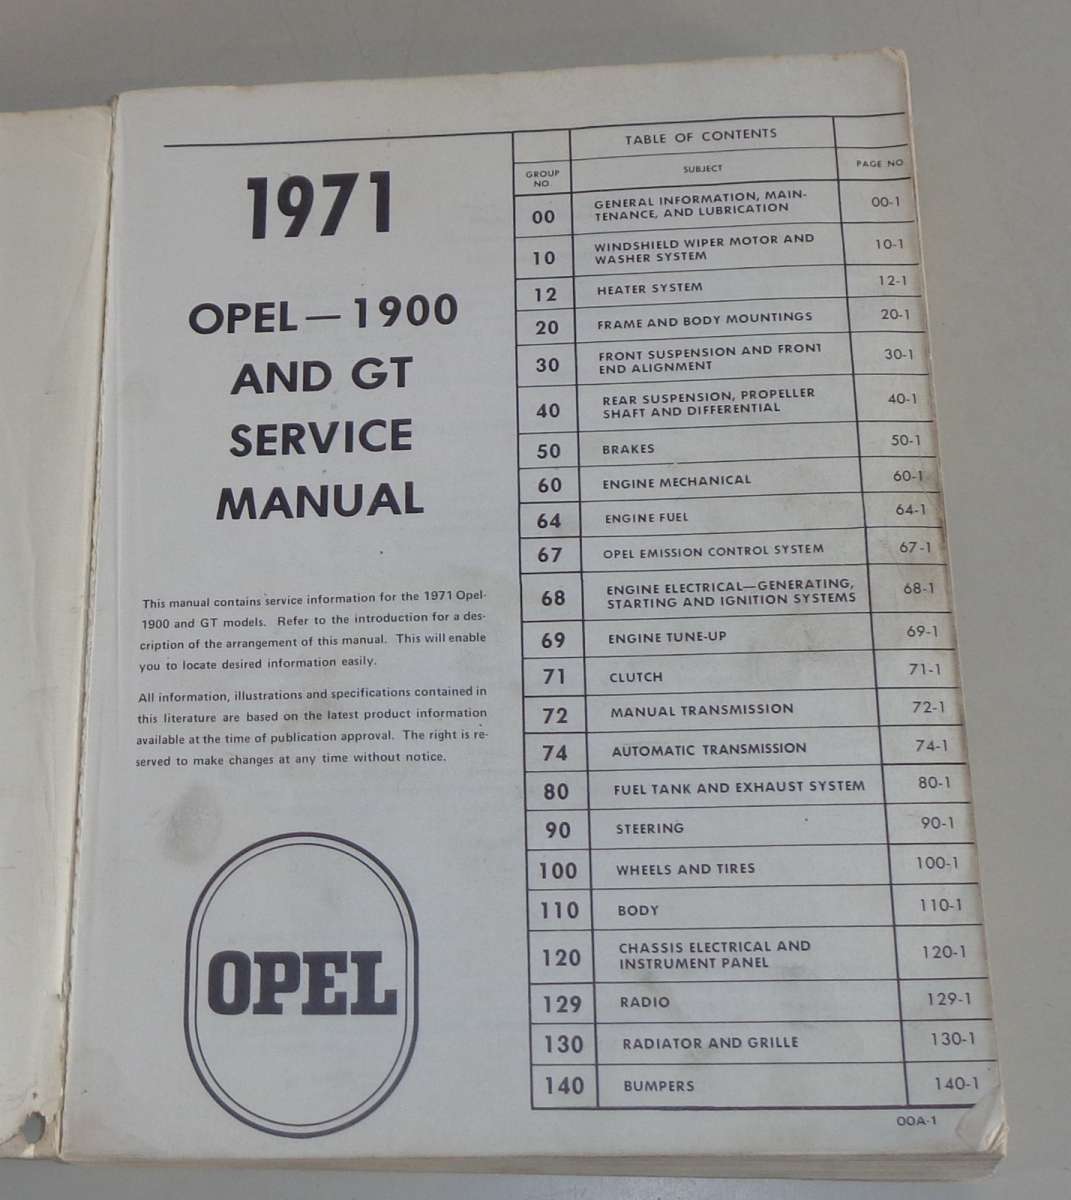 1971
OPEL—1900
AND GT
SERVICE
MANUAL
This manual contains service information for the 1971 Opel-
1900 and GT models. Refer to the introduction for a des-
cription of the arrangement of this manual. This will enable
you to locate desired information easily.
All information, illustrations and specifications contained in
this literature are based on the latest product information
available at the time of publication approval. The right is re-
served to make changes at any time without notice.
OPEL
TABLE OF CONTENTS
GROUP NO. SUBJECT PAGE NO
00 GENERAL INFORMATION, MAIN- 00-1
TENANCE, AND LUBRICATION
10 WINDSHIELD WIPER MOTOR AND 10-1
WASHER SYSTEM
12 HEATER SYSTEM 12-1
20 FRAME AND BODY MOUNTINGS 20-1
30 FRONT SUSPENSION AND FRONT 30-1
END ALIGNMENT
40 REAR SUSPENSION, PROPELLER 40-1
SHAFT AND DIFFERENTIAL
50 BRAKES 50-1
60 ENGINE MECHANICAL 60-1
64 ENGINE FUEL 64-1
67 OPEL EMISSION CONTROL SYSTEM 67-1
68 ENGINE ELECTRICAL—GENERATING, 68-1
STARTING AND IGNITION SYSTEMS
69 ENGINE TUNE-UP 69-1
71 CLUTCH 71-1
72 MANUAL TRANSMISSION 72-1
74 AUTOMATIC TRANSMISSION 74-1
80 FUEL TANK AND EXHAUST SYSTEM 80-1
90 STEERING 90-1
100 WHEELS AND TIRES 100-1
110 BODY 110-1
120 CHASSIS ELECTRICAL AND 120-1
INSTRUMENT PANEL
129 RADIO 129-1
130 RADIATOR AND GRILLE 130-1
140 BUMPERS 140-1
00A-1